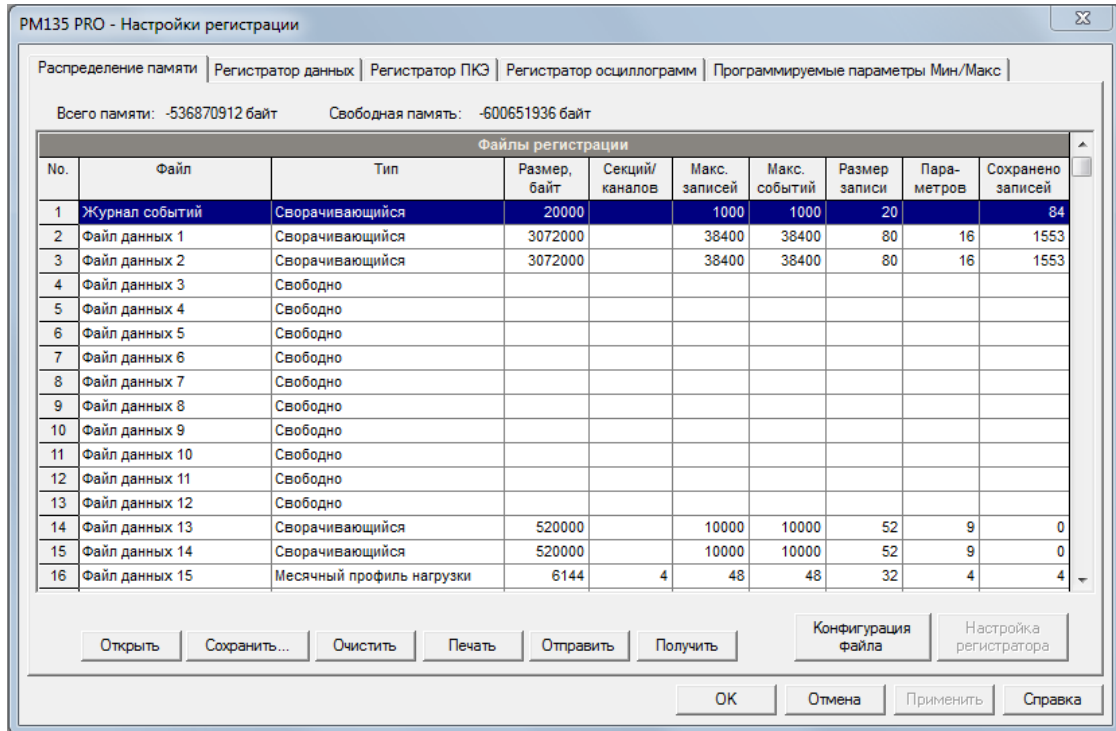 PM135 PRO - Настройки регистрации
Распределение памяти Регистратор данных Регистратор ПКЭ Регистратор осциллограмм Программируемые параметры Мин/Макс
Всего памяти: -536870912 байт Свободная память: -600651936 байт
Файлы регистрации
No. Файл Тип Размер, байт Секций/ каналов Макс. записей Макс. событий Размер записи Пара- метров Сохранено записей
1 Журнал событий Сворачивающийся 20000 1000 1000 20 84
2 Файл данных 1 Сворачивающийся 3072000 38400 38400 80 16 1553
3 Файл данных 2 Сворачивающийся 3072000 38400 38400 80 16 1553
4 Файл данных 3 Свободно
5 Файл данных 4 Свободно
6 Файл данных 5 Свободно
7 Файл данных 6 Свободно
8 Файл данных 7 Свободно
9 Файл данных 8 Свободно
10 Файл данных 9 Свободно
11 Файл данных 10 Свободно
12 Файл данных 11 Свободно
13 Файл данных 12 Свободно
14 Файл данных 13 Сворачивающийся 520000 10000 10000 52 9 0
15 Файл данных 14 Сворачивающийся 520000 10000 10000 52 9 0
16 Файл данных 15 Месячный профиль нагрузки 6144 4 48 48 32 4 4
Открыть Сохранить... Очистить Печать Отправить Получить Конфигурация файла Настройка регистратора
OK Отмена Применить Справка